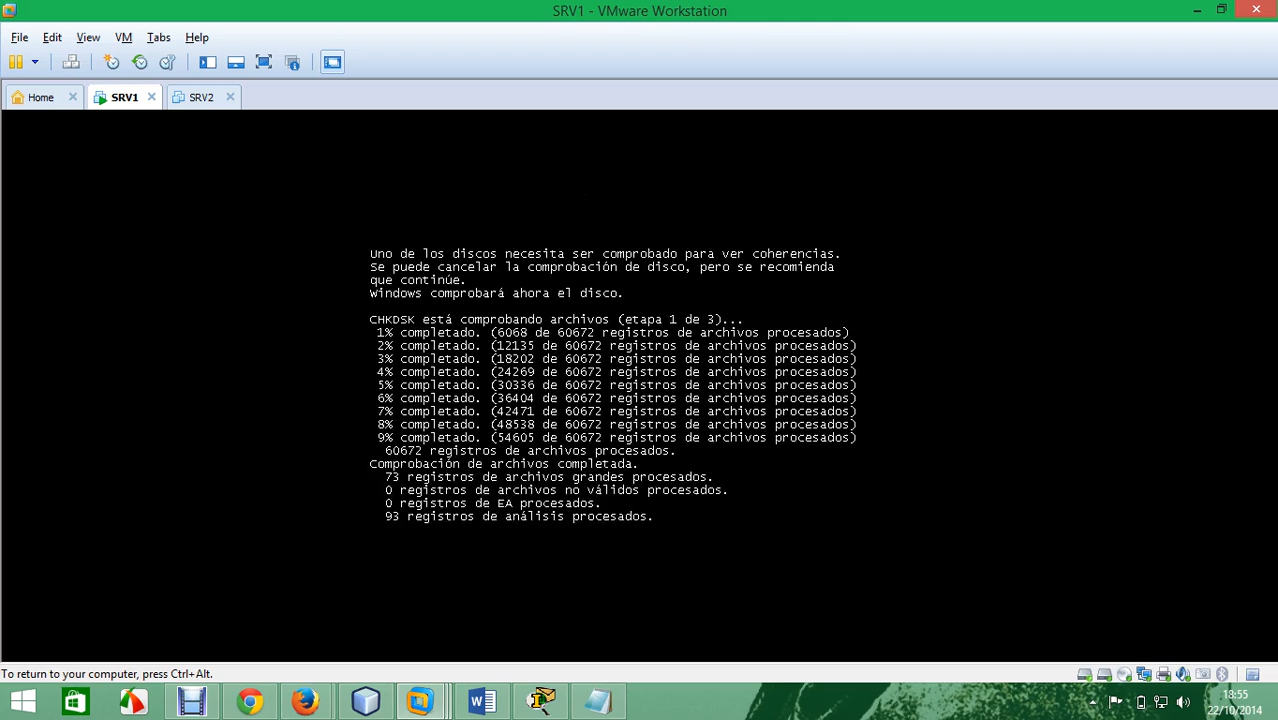 SRV1 - VMware Workstation
File Edit View VM Tabs Help
Home SRV1 SRV2
Uno de los discos necesita ser comprobado para ver coherencias.
Se puede cancelar la comprobación de disco, pero se recomienda
que continúe.
Windows comprobará ahora el disco.
CHKDSK está comprobando archivos (etapa 1 de 3)...
1% completado. (6068 de 60672 registros de archivos procesados)
2% completado. (12135 de 60672 registros de archivos procesados)
3% completado. (18202 de 60672 registros de archivos procesados)
4% completado. (24269 de 60672 registros de archivos procesados)
5% completado. (30336 de 60672 registros de archivos procesados)
6% completado. (36404 de 60672 registros de archivos procesados)
7% completado. (42471 de 60672 registros de archivos procesados)
8% completado. (48538 de 60672 registros de archivos procesados)
9% completado. (54605 de 60672 registros de archivos procesados)
60672 registros de archivos procesados.
Comprobación de archivos completada.
73 registros de archivos grandes procesados.
0 registros de archivos no válidos procesados.
0 registros de EA procesados.
93 registros de análisis procesados.
To return to your computer, press Ctrl+Alt.
18:55
22/10/2014